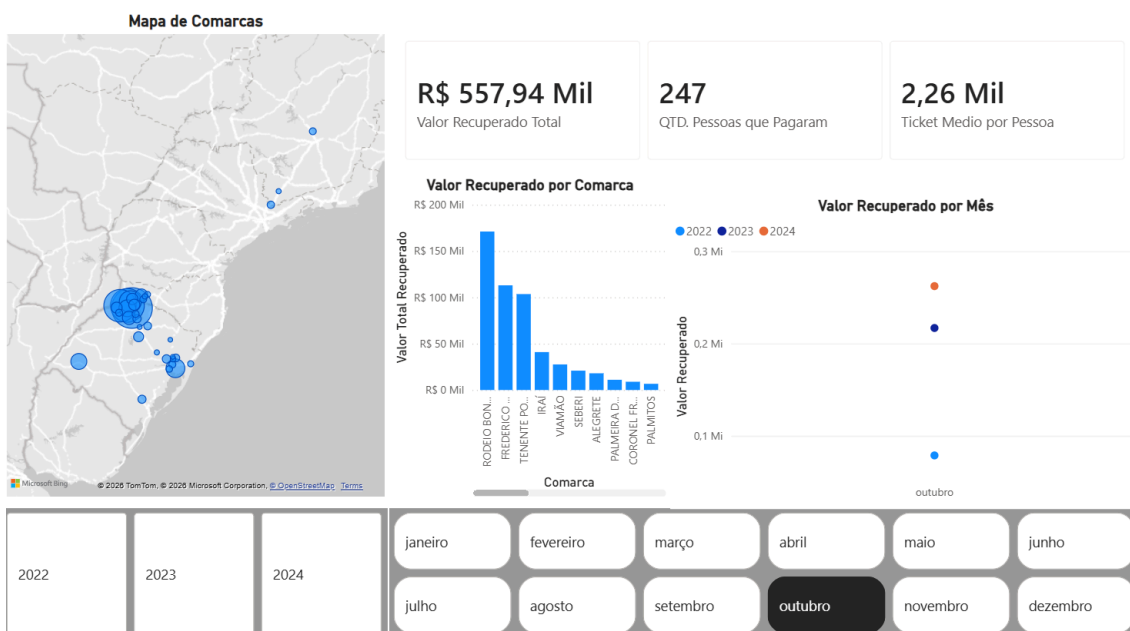 Mapa de Comarcas
Microsoft Bing
© 2026 TomTom, © 2026 Microsoft Corporation, © OpenStreetMap Terms
R$ 557,94 Mil
Valor Recuperado Total
247
QTD. Pessoas que Pagaram
2,26 Mil
Ticket Medio por Pessoa
Valor Recuperado por Comarca
Valor Total Recuperado
R$ 200 Mil
R$ 150 Mil
R$ 100 Mil
R$ 50 Mil
R$ 0 Mil
RODEIO BON...
FREDERICO ...
TENENTE PO...
IRAÍ
VIAMÃO
SEBERI
ALEGRETE
PALMEIRA D...
CORONEL FR...
PALMITOS
Comarca
Valor Recuperado por Mês
2022 2023 2024
Valor Recuperado
0,3 Mi
0,2 Mi
0,1 Mi
outubro
2022 2023 2024
janeiro fevereiro março abril maio junho
julho agosto setembro outubro novembro dezembro